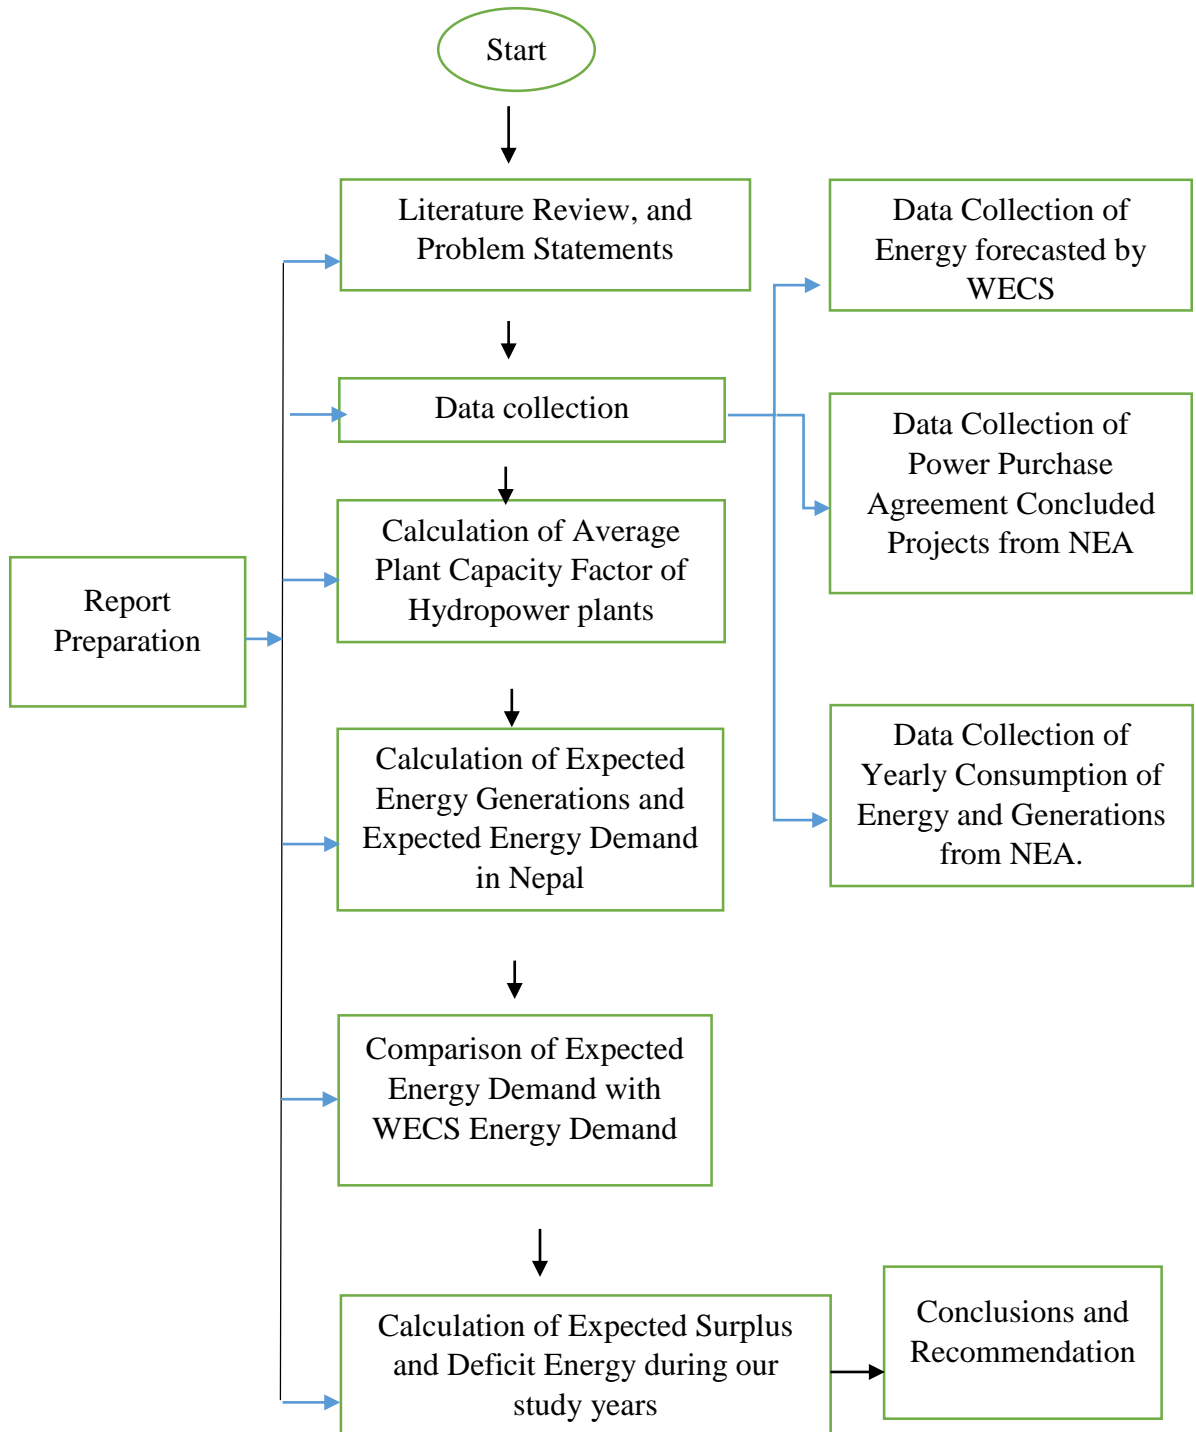 Start
Literature Review, and
Problem Statements
Data Collection of
Energy forecasted by
WECS
Data collection
Data Collection of
Power Purchase
Agreement Concluded
Projects from NEA
Calculation of Average
Plant Capacity Factor of
Hydropower plants
Report
Preparation
Calculation of Expected
Energy Generations and
Expected Energy Demand
in Nepal
Data Collection of
Yearly Consumption of
Energy and Generations
from NEA.
Comparison of Expected
Energy Demand with
WECS Energy Demand
Calculation of Expected Surplus
and Deficit Energy during our
study years
Conclusions and
Recommendation